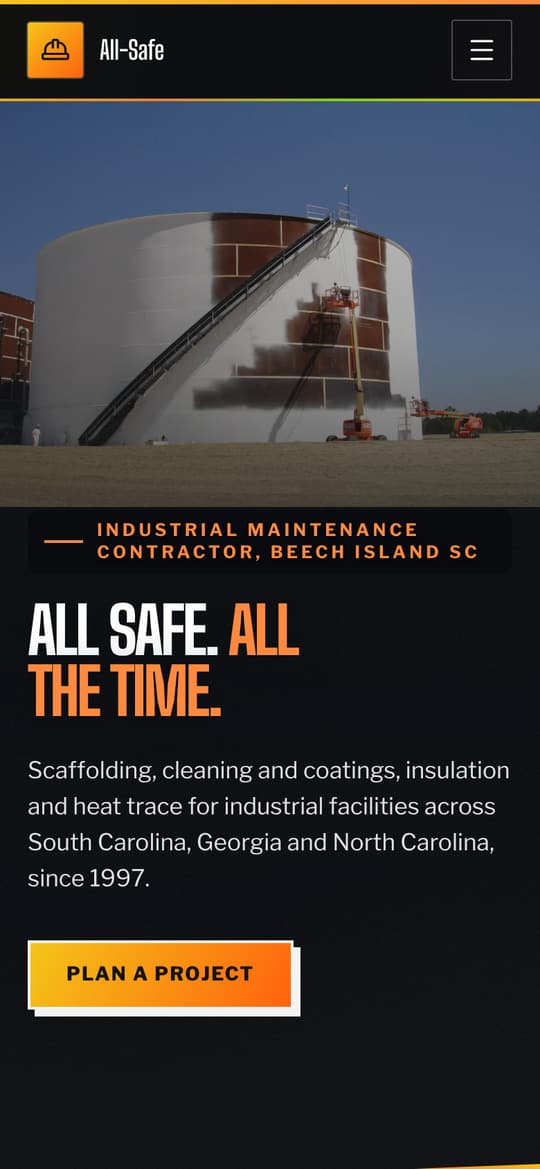 All-Safe
INDUSTRIAL MAINTENANCE
CONTRACTOR, BEECH ISLAND SC
ALL SAFE. ALL
THE TIME.
Scaffolding, cleaning and coatings, insulation
and heat trace for industrial facilities across
South Carolina, Georgia and North Carolina,
since 1997.
PLAN A PROJECT